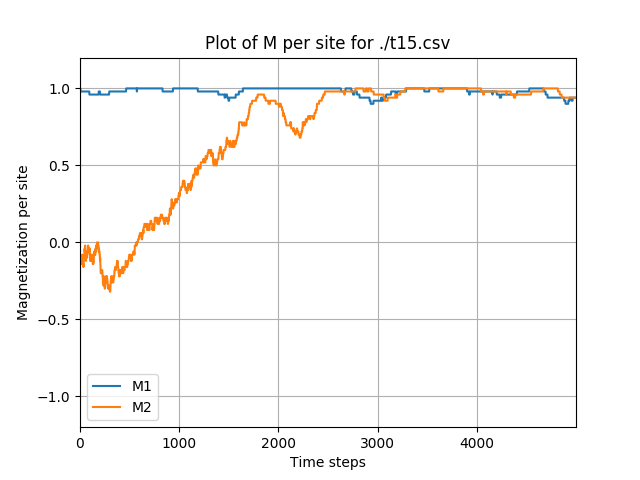 Plot of M per site for ./t15.csv
Magnetization per site
1.0
0.5
0.0
−0.5
−1.0
M1
M2
0 1000 2000 3000 4000
Time steps